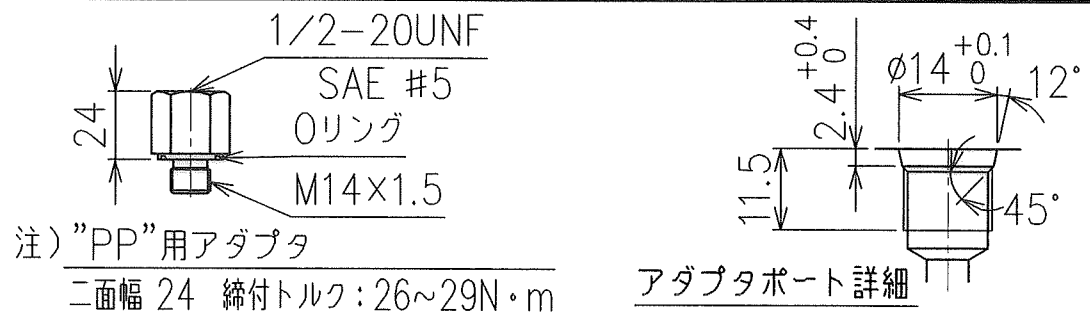 1/2-20UNF
SAE #5
Oリング
24
M14×1.5
注)"PP"用アダプタ
二面幅 24 締付トルク:26~29N・m
+0.4
0
2.4
+0.1
ø14 0
12°
11.5
45°
アダプタポート詳細